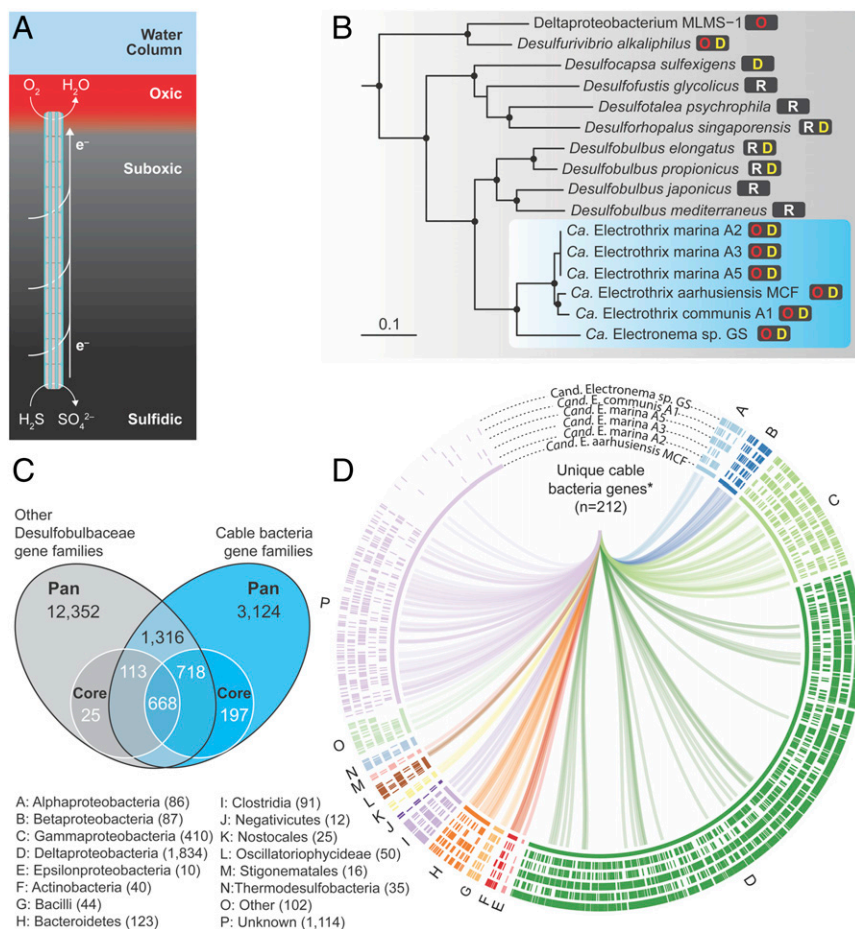 A
Water
Column
O₂ H₂O
Oxic
e⁻
Suboxic
e⁻
H₂S SO₄²⁻ Sulfidic
B
Deltaproteobacterium MLMS−1 O
Desulfurivibrio alkaliphilus O D
Desulfocapsa sulfexigens D
Desulfofustis glycolicus R
Desulfotalea psychrophila R
Desulforhopalus singaporensis R D
Desulfobulbus elongatus R D
Desulfobulbus propionicus R D
Desulfobulbus japonicus R
Desulfobulbus mediterraneus R
Ca. Electrothrix marina A2 O D
Ca. Electrothrix marina A3 O D
Ca. Electrothrix marina A5 O D
Ca. Electrothrix aarhusiensis MCF O D
Ca. Electrothrix communis A1 O D
Ca. Electronema sp. GS O D
0.1
C
Other
Desulfobulbaceae
gene families
Cable bacteria
gene families
Pan
12,352
Pan
3,124
1,316
113
718
Core
25
668
Core
197
A: Alphaproteobacteria (86)
B: Betaproteobacteria (87)
C: Gammaproteobacteria (410)
D: Deltaproteobacteria (1,834)
E: Epsilonproteobacteria (10)
F: Actinobacteria (40)
G: Bacilli (44)
H: Bacteroidetes (123)
I: Clostridia (91)
J: Negativicutes (12)
K: Nostocales (25)
L: Oscillatoriophycideae (50)
M: Stigonematales (16)
N:Thermodesulfobacteria (35)
O: Other (102)
P: Unknown (1,114)
D
Cand. Electronema sp. GS
Cand. E. communis A1
Cand. E. marina A5
Cand. E. marina A3
Cand. E. marina A2
Cand. E. aarhusiensis MCF
Unique cable
bacteria genes*
(n=212)
A
B
C
D
E
F
G
H
I
J
K
L
M
N
O
P